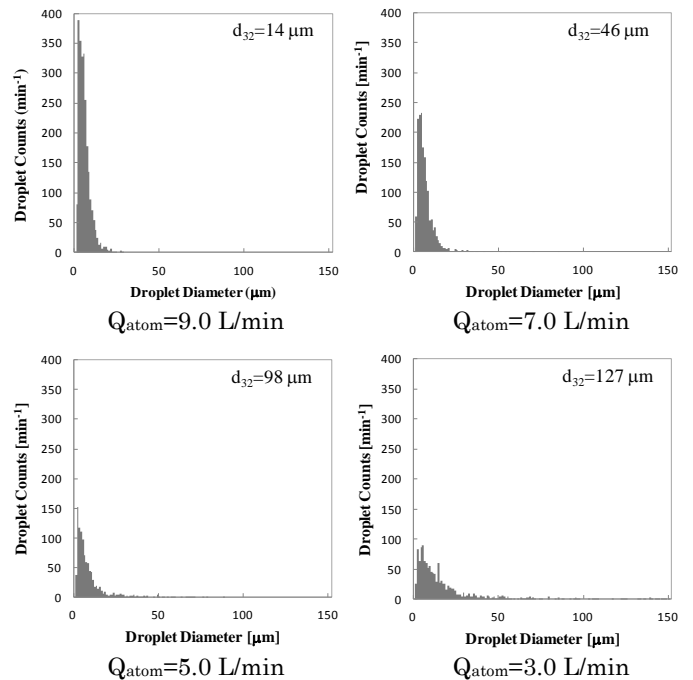 d32=14 μm
Droplet Counts (min-1)
400
350
300
250
200
150
100
50
0
0 50 100 150
Droplet Diameter (μm)
Qatom=9.0 L/min
d32=46 μm
Droplet Counts [min-1]
400
350
300
250
200
150
100
50
0
0 50 100 150
Droplet Diameter [μm]
Qatom=7.0 L/min
d32=98 μm
Droplet Counts [min-1]
400
350
300
250
200
150
100
50
0
0 50 100 150
Droplet Diameter [μm]
Qatom=5.0 L/min
d32=127 μm
Droplet Counts [min-1]
400
350
300
250
200
150
100
50
0
0 50 100 150
Droplet Diameter [μm]
Qatom=3.0 L/min